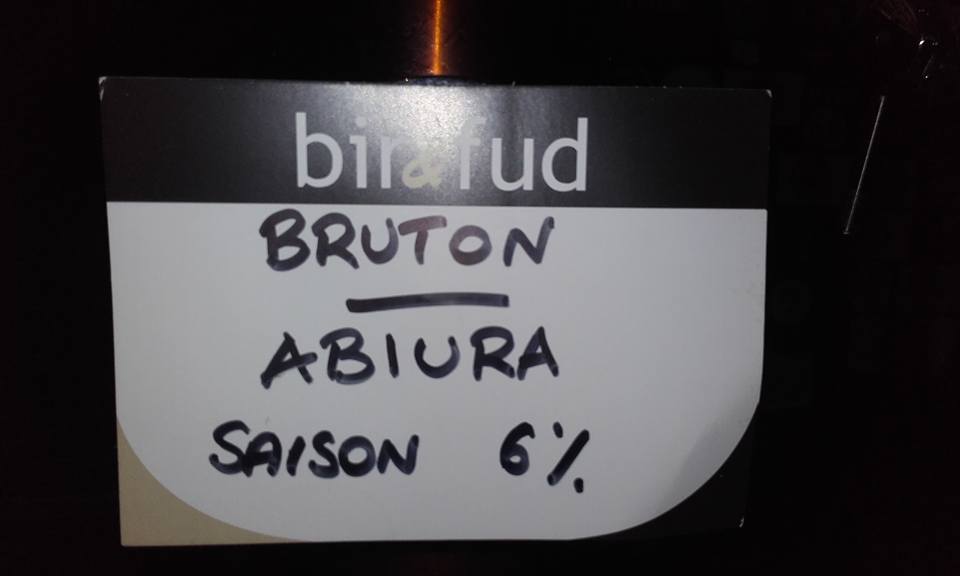 bir&fud
BRUTON
ABIURA
SAISON 6%